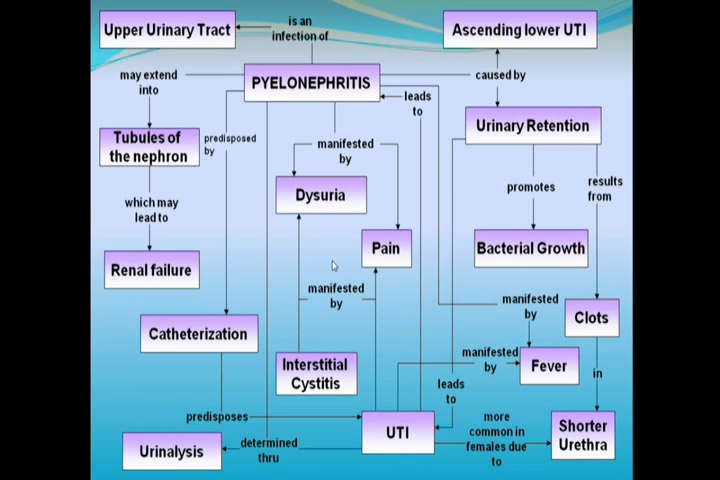 Upper Urinary Tract
is an
infection of
Ascending lower UTI
may extend
into
PYELONEPHRITIS
caused by
leads
to
Urinary Retention
Tubules of
the nephron
predisposed
by
manifested
by
Dysuria
promotes
results
from
which may
lead to
Pain
Bacterial Growth
Renal failure
manifested
by
manifested
by
Clots
Catheterization
Interstitial
Cystitis
manifested
by
Fever
in
leads
to
predisposes
UTI
more
common in
females due
to
Shorter
Urethra
Urinalysis
determined
thru